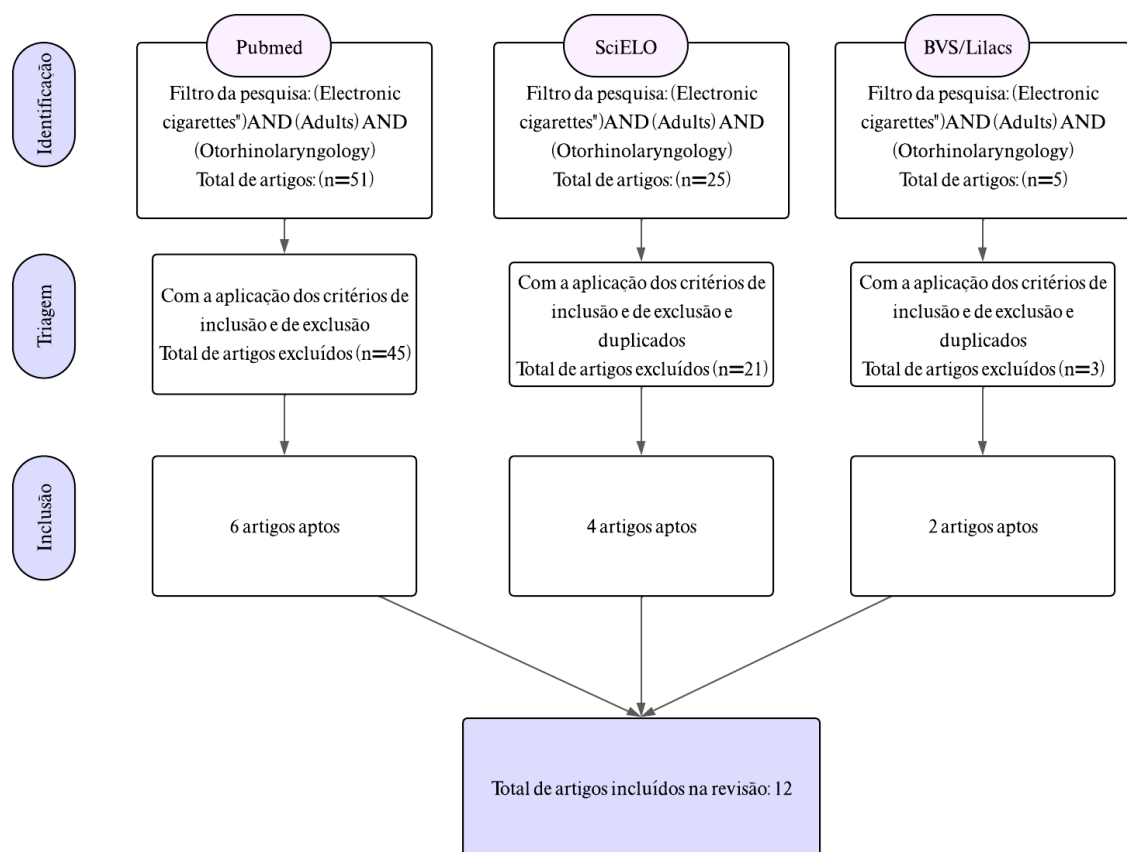 Identificação
Pubmed
Filtro da pesquisa: (Electronic
cigarettes")AND (Adults) AND
(Otorhinolaryngology)
Total de artigos: (n=51)
SciELO
Filtro da pesquisa: (Electronic
cigarettes")AND (Adults) AND
(Otorhinolaryngology)
Total de artigos: (n=25)
BVS/Lilacs
Filtro da pesquisa: (Electronic
cigarettes")AND (Adults) AND
(Otorhinolaryngology)
Total de artigos: (n=5)
Triagem
Com a aplicação dos critérios de
inclusão e de exclusão
Total de artigos excluídos (n=45)
Com a aplicação dos critérios de
inclusão e de exclusão e
duplicados
Total de artigos excluídos (n=21)
Com a aplicação dos critérios de
inclusão e de exclusão e
duplicados
Total de artigos excluídos (n=3)
Inclusão
6 artigos aptos
4 artigos aptos
2 artigos aptos
Total de artigos incluídos na revisão: 12